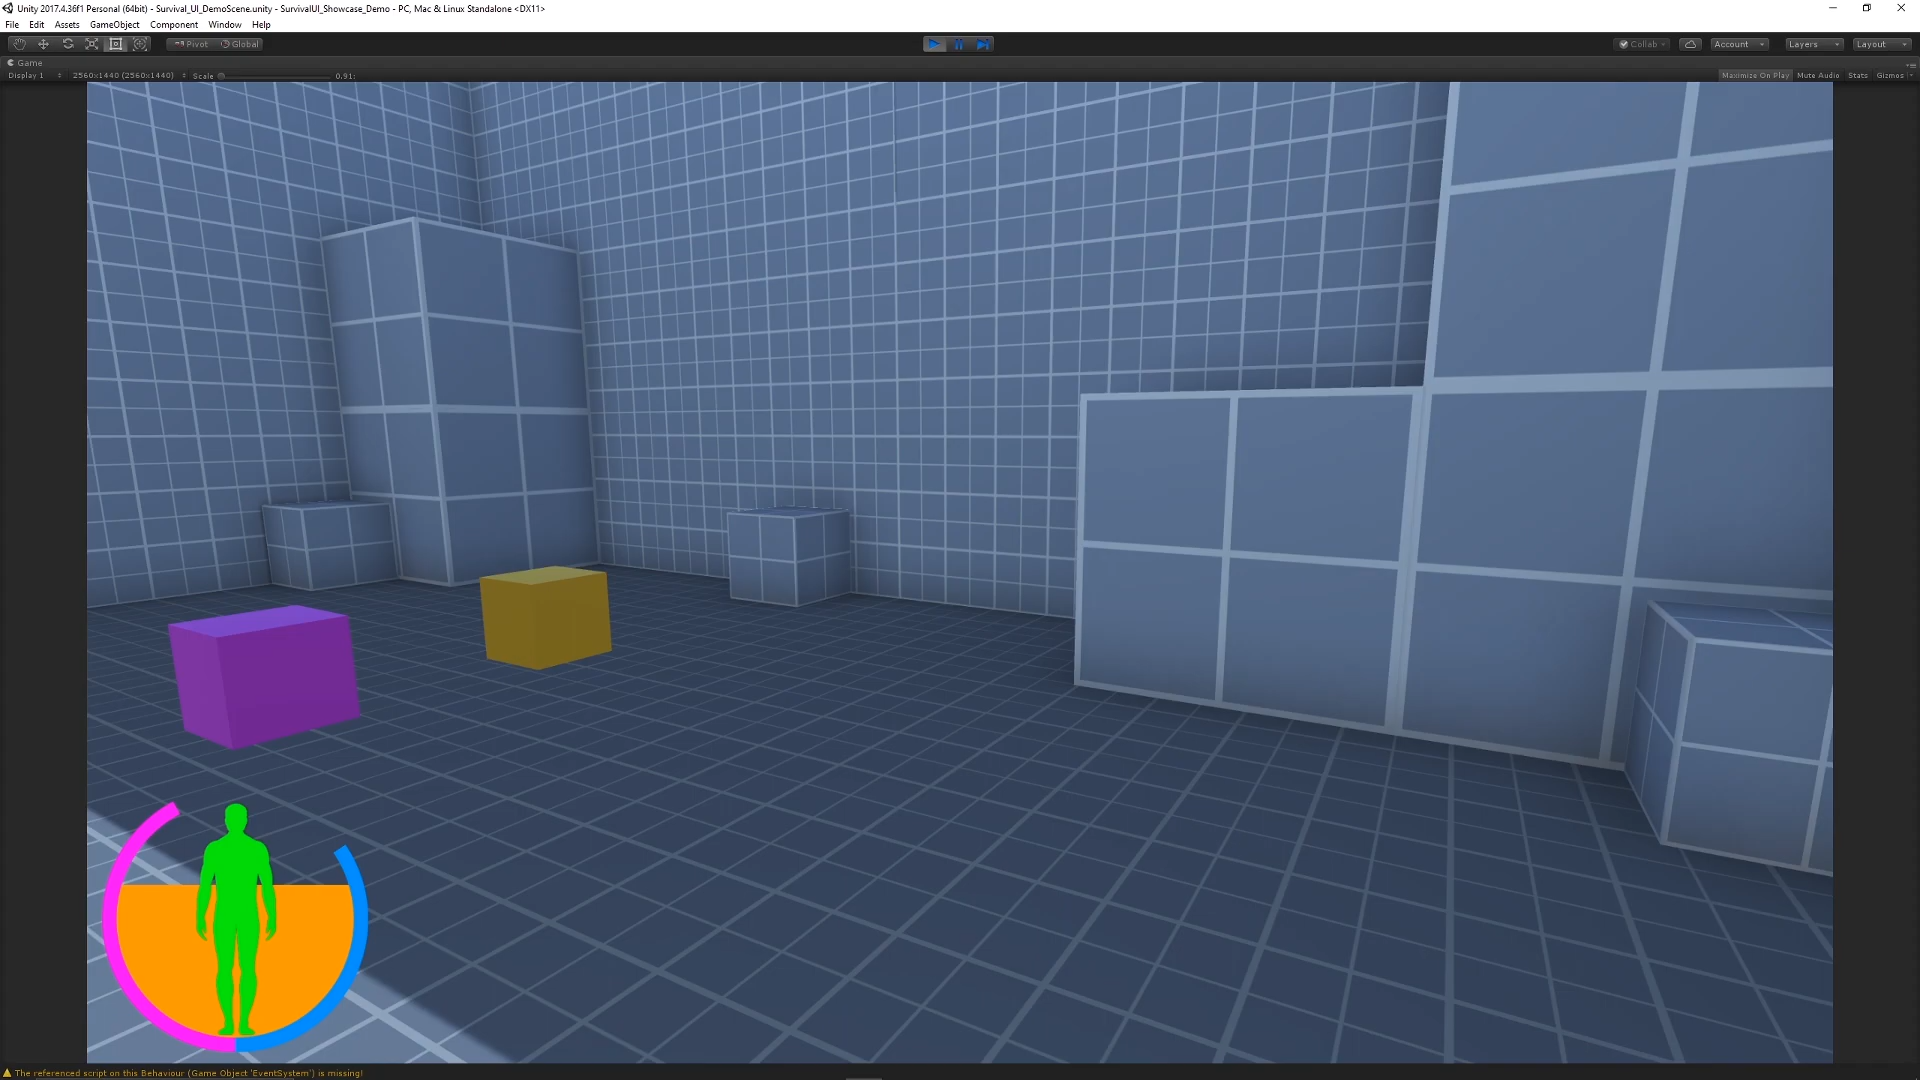 Unity 2017.4.36f1 Personal (64bit) - Survival_UI_DemoScene.unity - SurvivalUI_Showcase_Demo - PC, Mac & Linux Standalone <DX11>
File Edit Assets GameObject Component Window Help
Pivot Global Collab Account Layers Layout
Game
Display 1 2560x1440 (2560x1440) Scale 0.91: Maximize On Play Mute Audio Stats Gizmos
The referenced script on this Behaviour (Game Object 'EventSystem') is missing!